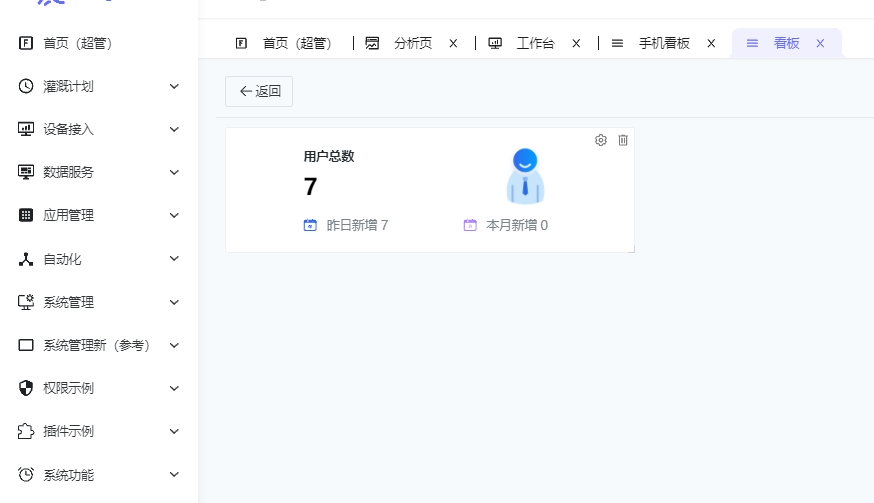 首页（超管）
灌溉计划
设备接入
数据服务
应用管理
自动化
系统管理
系统管理新（参考）
权限示例
插件示例
系统功能
首页（超管） 分析页 工作台 手机看板 看板
返回
用户总数
7
昨日新增 7 本月新增 0